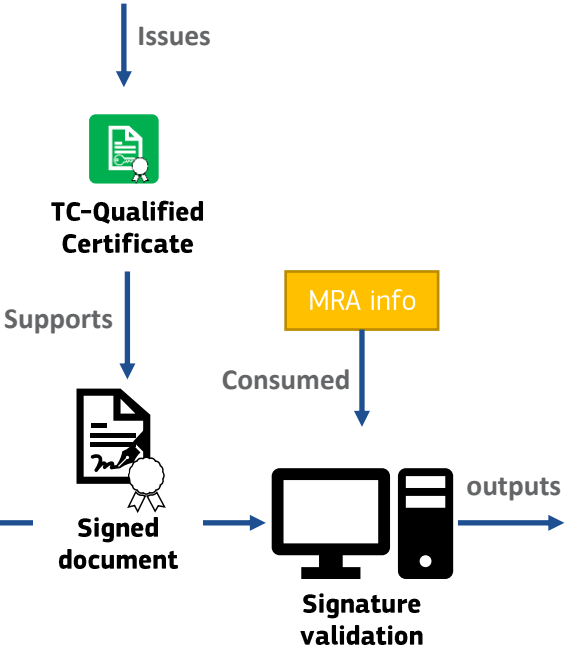 Issues
TC-Qualified
Certificate
Supports
MRA info
Consumed
outputs
Signed
document
Signature
validation